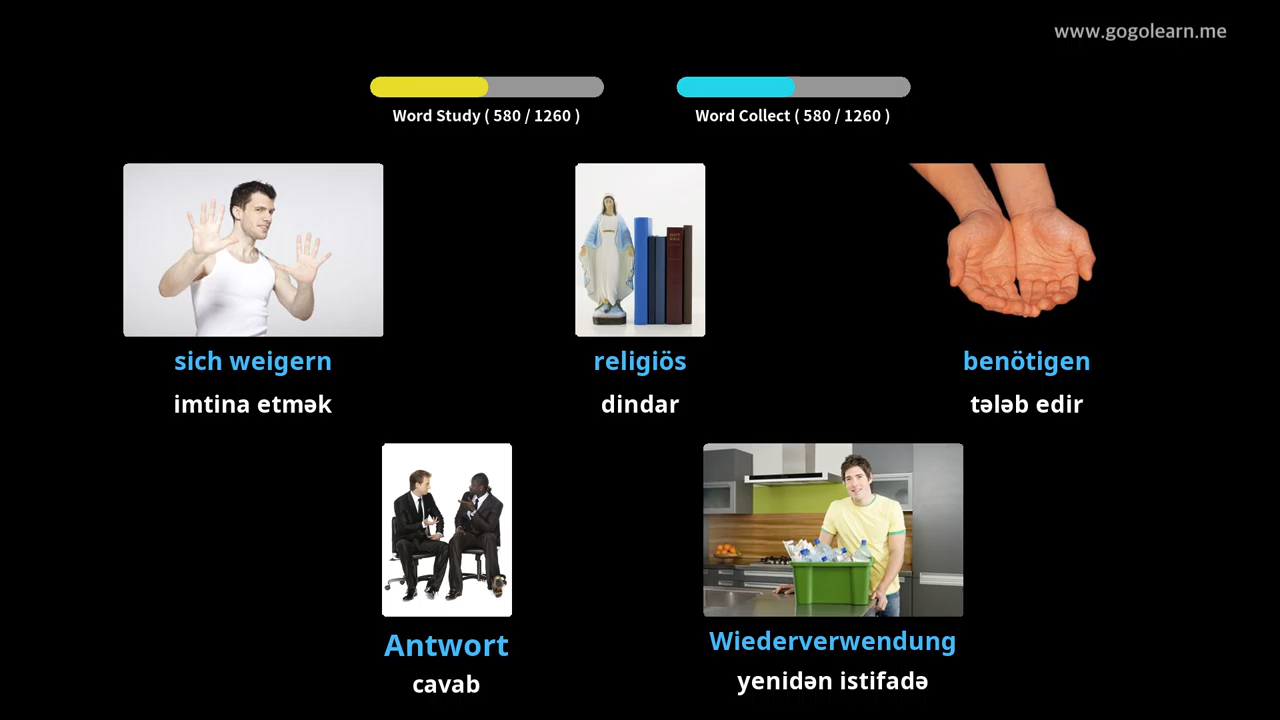 www.gogolearn.me
Word Study ( 580 / 1260 )
Word Collect ( 580 / 1260 )
sich weigern
imtina etmək
religiös
dindar
benötigen
tələb edir
Antwort
cavab
Wiederverwendung
yenidən istifadə